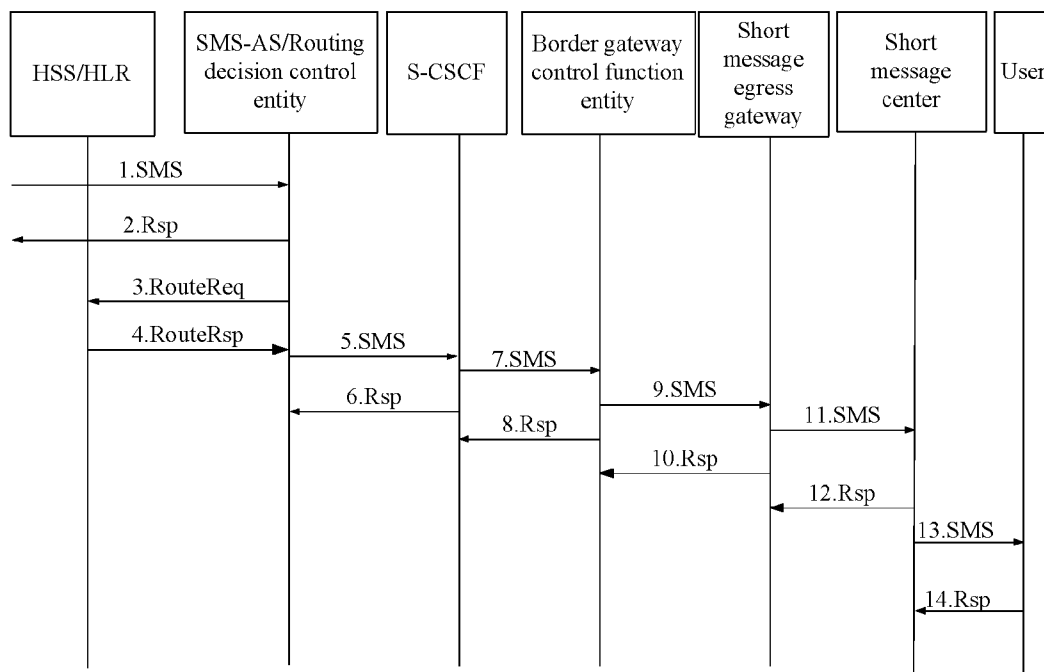 HSS/HLR
SMS-AS/Routing
decision control
entity
S-CSCF
Border gateway
control function
entity
Short
message
egress
gateway
Short
message
center
User
1.SMS
2.Rsp
3.RouteReq
4.RouteRsp
5.SMS
6.Rsp
7.SMS
8.Rsp
9.SMS
10.Rsp
11.SMS
12.Rsp
13.SMS
14.Rsp